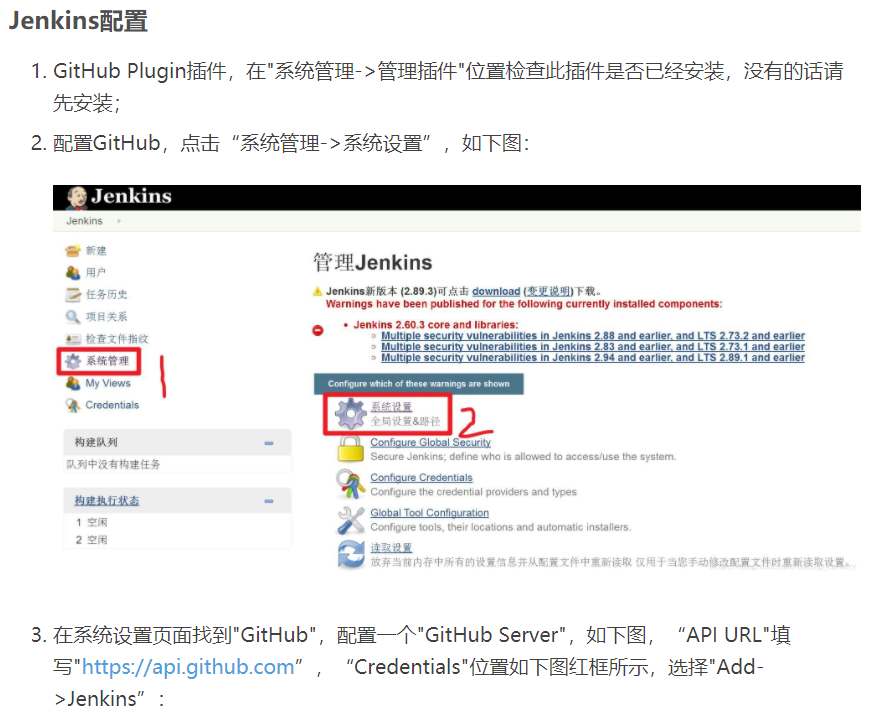 Jenkins配置
1. GitHub Plugin插件，在"系统管理->管理插件"位置检查此插件是否已经安装，没有的话请
先安装；
2. 配置GitHub，点击“系统管理->系统设置”，如下图：
Jenkins
Jenkins
新建
用户
任务历史
项目关系
检查文件指纹
系统管理
1
My Views
Credentials
构建队列
队列中没有构建任务
构建执行状态
1 空闲
2 空闲
管理Jenkins
Jenkins新版本 (2.89.3)可点击 download (变更说明)下载。
Warnings have been published for the following currently installed components:
Jenkins 2.60.3 core and libraries:
Multiple security vulnerabilities in Jenkins 2.88 and earlier, and LTS 2.73.2 and earlier
Multiple security vulnerabilities in Jenkins 2.83 and earlier, and LTS 2.73.1 and earlier
Multiple security vulnerabilities in Jenkins 2.94 and earlier, and LTS 2.89.1 and earlier
Configure which of these warnings are shown
系统设置
全局设置&路径
2
Configure Global Security
Secure Jenkins; define who is allowed to access/use the system.
Configure Credentials
Configure the credential providers and types
Global Tool Configuration
Configure tools, their locations and automatic installers.
读取设置
放弃当前内存中所有的设置信息并从配置文件中重新读取 仅用于当您手动修改配置文件时重新读取设置。
3. 在系统设置页面找到"GitHub"，配置一个"GitHub Server"，如下图，“API URL"填
写"https://api.github.com”，“Credentials"位置如下图红框所示，选择"Add-
>Jenkins”：